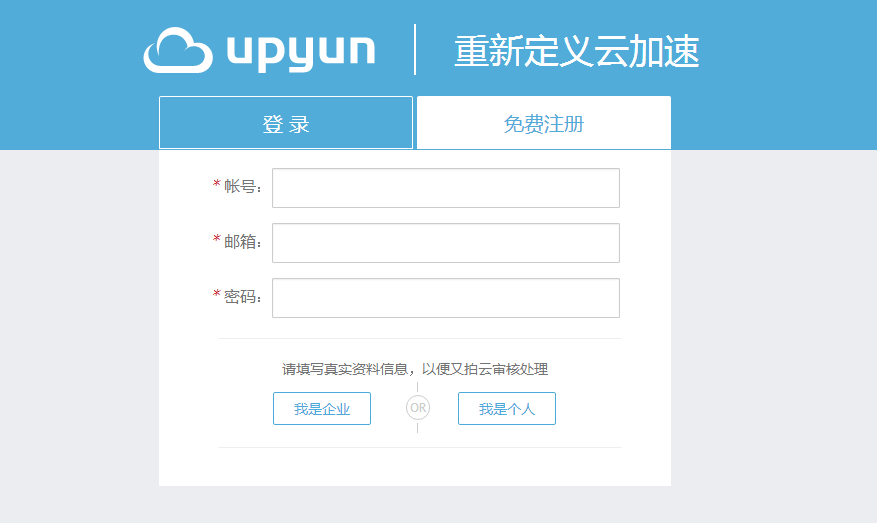 upyun 重新定义云加速
登 录 免费注册
* 帐号：
* 邮箱：
* 密码：
请填写真实资料信息，以便又拍云审核处理
我是企业 OR 我是个人